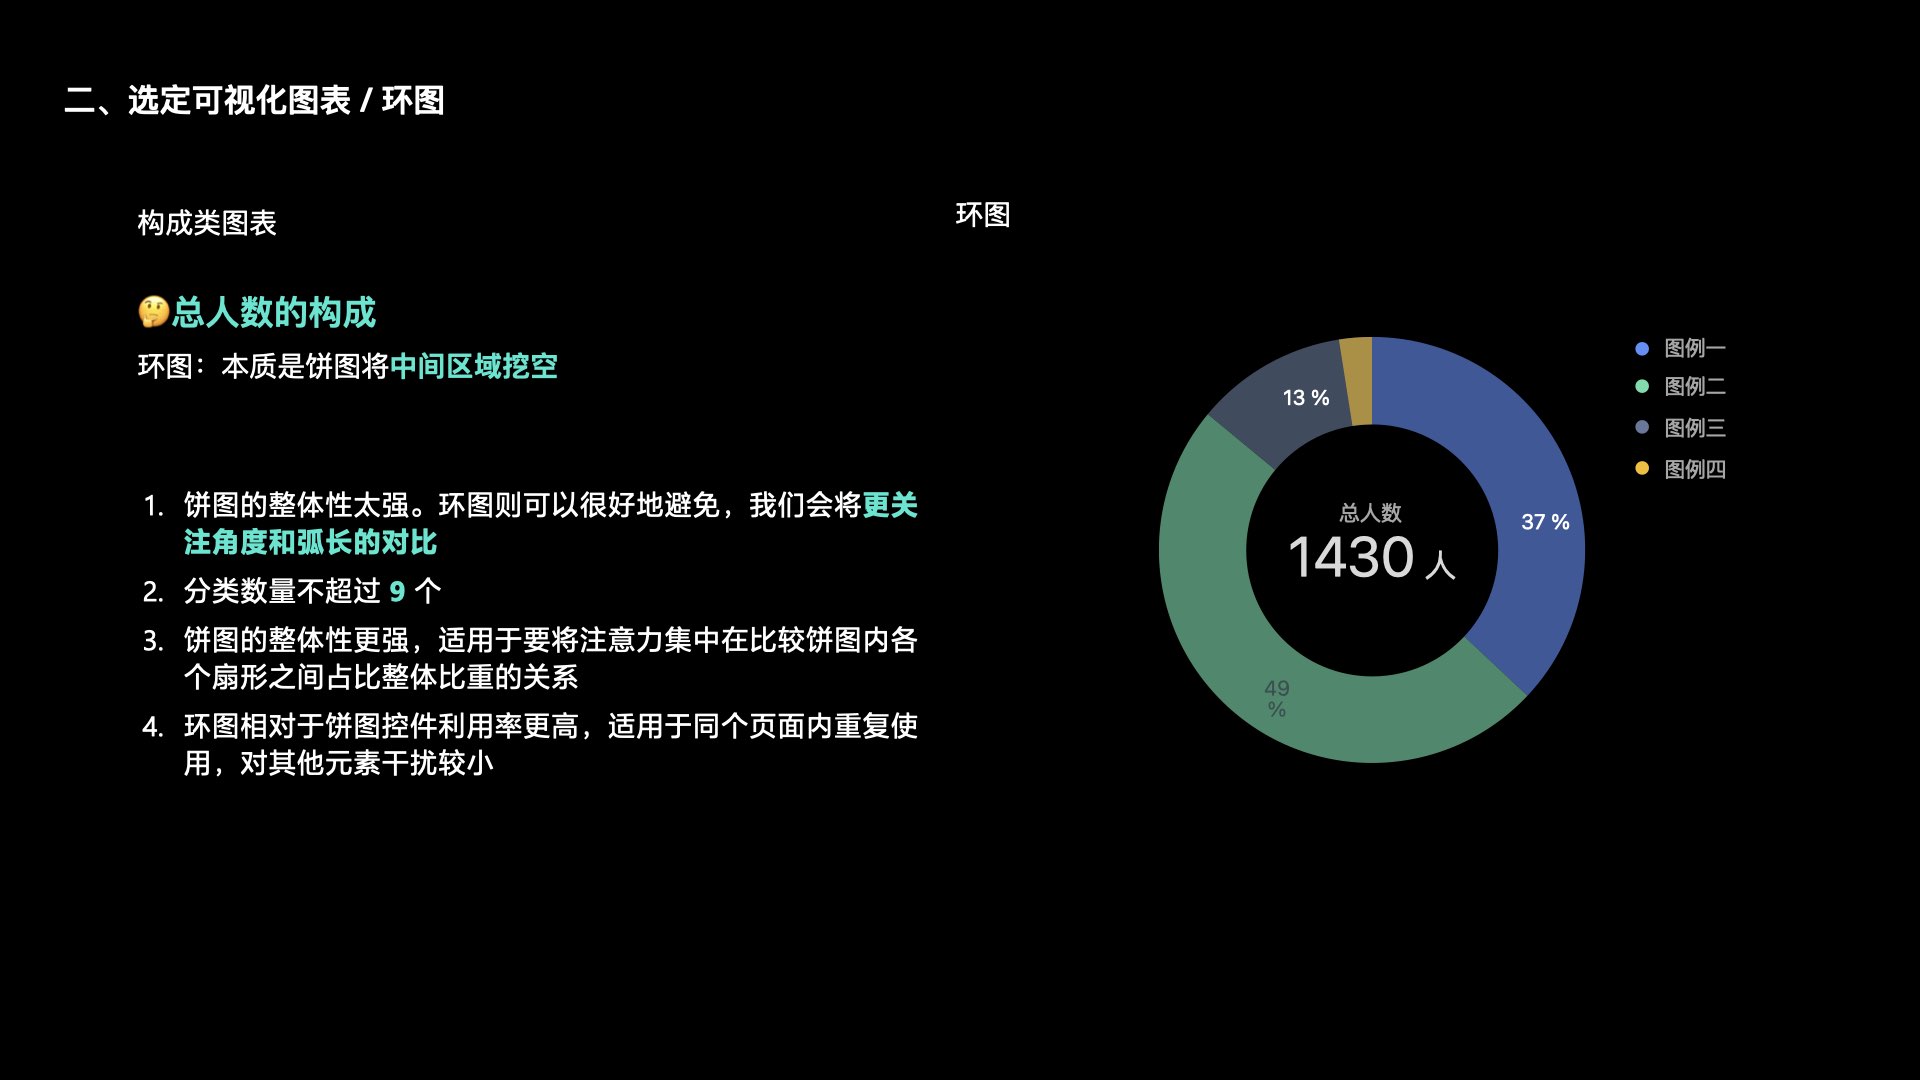 二、选定可视化图表 / 环图
构成类图表
🤔总人数的构成
环图：本质是饼图将中间区域挖空
1. 饼图的整体性太强。环图则可以很好地避免，我们会将更关
注角度和弧长的对比
2. 分类数量不超过 9 个
3. 饼图的整体性更强，适用于要将注意力集中在比较饼图内各
个扇形之间占比整体比重的关系
4. 环图相对于饼图控件利用率更高，适用于同个页面内重复使
用，对其他元素干扰较小
环图
13 %
37 %
49
%
总人数
1430 人
图例一
图例二
图例三
图例四